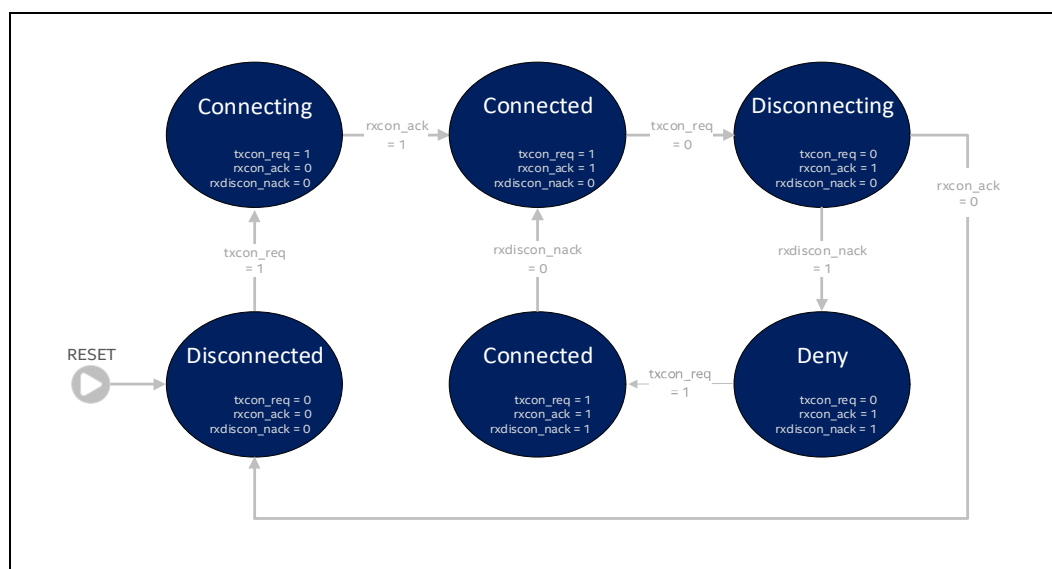 Connecting
txcon_req = 1
rxcon_ack = 0
rxdiscon_nack = 0
rxcon_ack
= 1
Connected
txcon_req = 1
rxcon_ack = 1
rxdiscon_nack = 0
txcon_req
= 0
Disconnecting
txcon_req = 0
rxcon_ack = 1
rxdiscon_nack = 0
rxcon_ack
= 0
txcon_req
= 1
rxdiscon_nack
= 0
rxdiscon_nack
= 1
RESET
Disconnected
txcon_req = 0
rxcon_ack = 0
rxdiscon_nack = 0
Connected
txcon_req = 1
rxcon_ack = 1
rxdiscon_nack = 1
txcon_req
= 1
Deny
txcon_req = 0
rxcon_ack = 1
rxdiscon_nack = 1